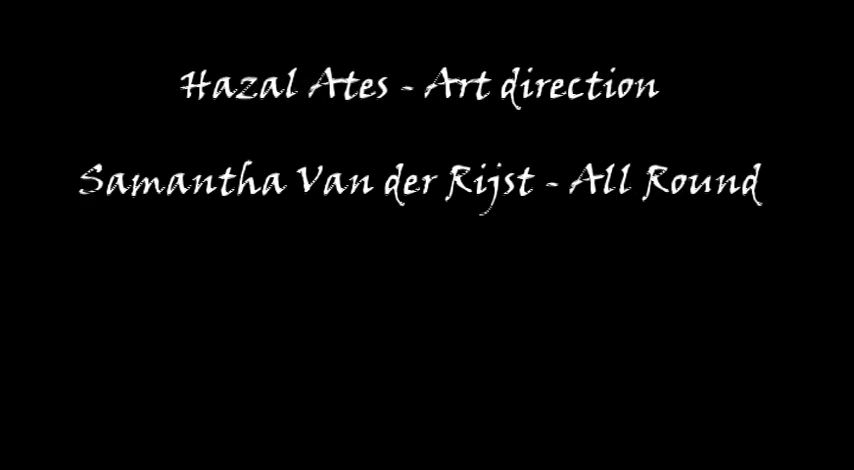 Hazal Ates - Art direction
Samantha Van der Rijst - All Round